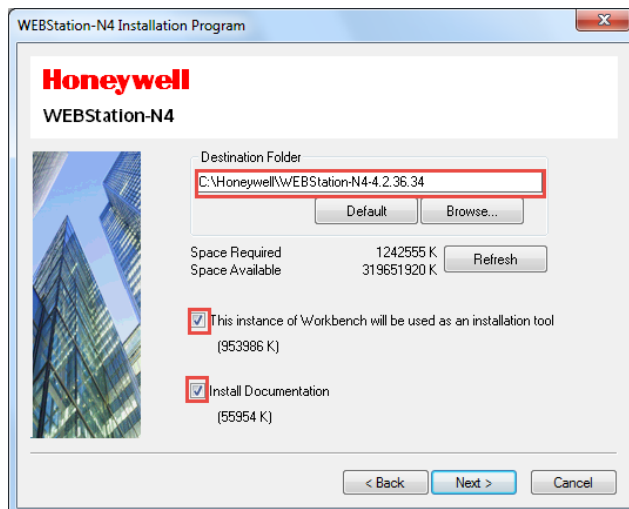 WEBStation-N4 Installation Program
Honeywell
WEBStation-N4
Destination Folder
C:\Honeywell\WEBStation-N4-4.2.36.34
Default Browse...
Space Required 1242555 K
Space Available 319651920 K
Refresh
This instance of Workbench will be used as an installation tool
(953986 K)
Install Documentation
(55954 K)
< Back Next > Cancel